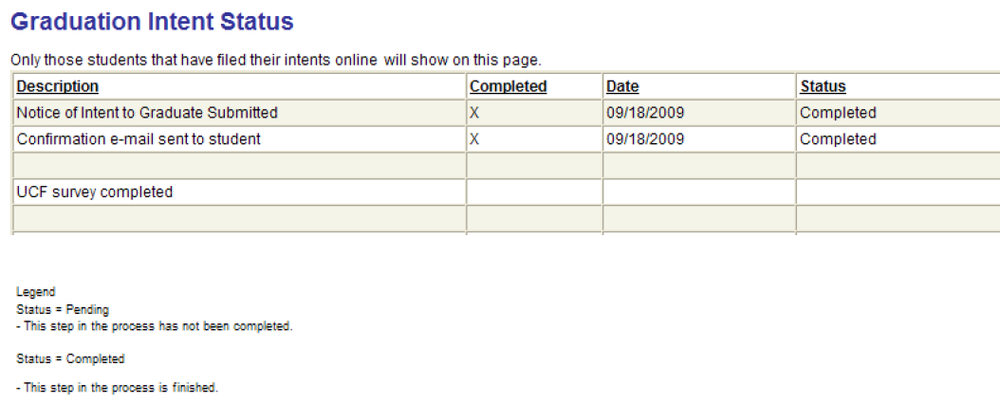 Graduation Intent Status
Only those students that have filed their intents online will show on this page.
Description Completed Date Status
Notice of Intent to Graduate Submitted X 09/18/2009 Completed
Confirmation e-mail sent to student X 09/18/2009 Completed
UCF survey completed
Legend
Status = Pending
- This step in the process has not been completed.
Status = Completed
- This step in the process is finished.